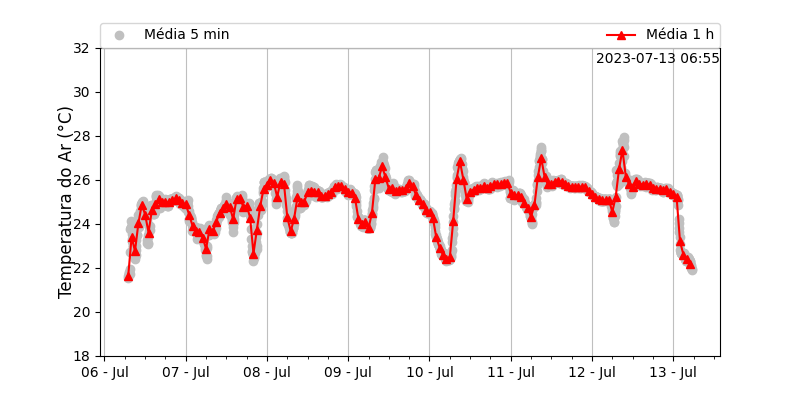 Média 5 min
Média 1 h
2023-07-13 06:55
Temperatura do Ar (°C)
32
30
28
26
24
22
20
18
06 - Jul
07 - Jul
08 - Jul
09 - Jul
10 - Jul
11 - Jul
12 - Jul
13 - Jul